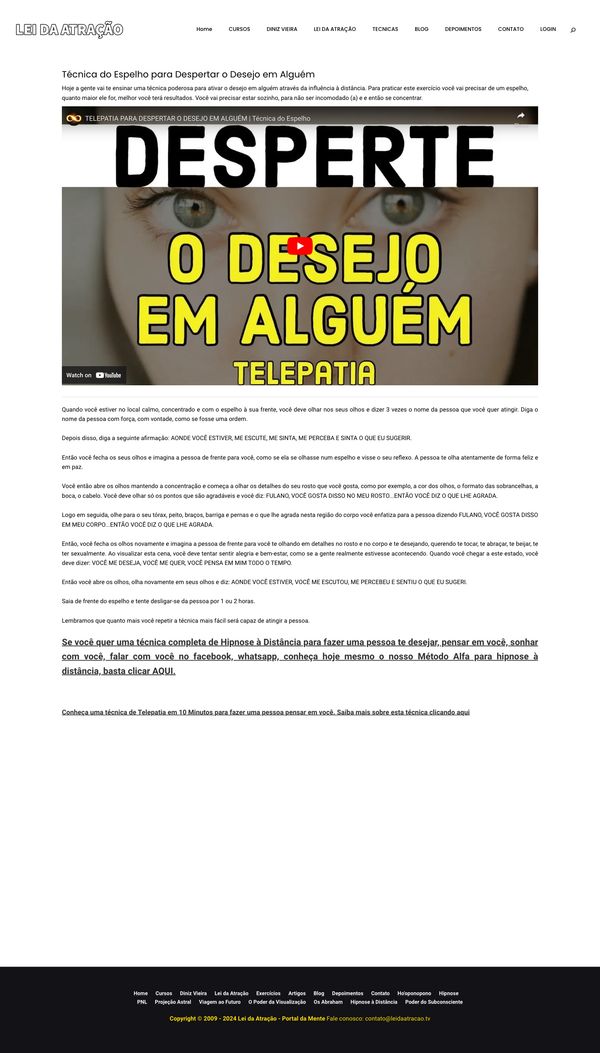 LEI DA ATRAÇÃO
Home CURSOS DINIZ VIEIRA LEI DA ATRAÇÃO TECNICAS BLOG DEPOIMENTOS CONTATO LOGIN
Técnica do Espelho para Despertar o Desejo em Alguém
Hoje a gente vai te ensinar uma técnica poderosa para ativar o desejo em alguém através da influência à distância. Para praticar este exercício você vai precisar de um espelho,
quanto maior ele for, melhor você terá resultados. Você vai precisar estar sozinho, para não ser incomodado (a) e e então se concentrar.
TELEPATIA PARA DESPERTAR O DESEJO EM ALGUÉM | Técnica do Espelho
DESPERTE
O DESEJO
EM ALGUÉM
TELEPATIA
Watch on YouTube
Quando você estiver no local calmo, concentrado e com o espelho à sua frente, você deve olhar nos seus olhos e dizer 3 vezes o nome da pessoa que você quer atingir. Diga o
nome da pessoa com força, com vontade, como se fosse uma ordem.
Depois disso, diga a seguinte afirmação: AONDE VOCÊ ESTIVER, ME ESCUTE, ME SINTA, ME PERCEBA E SINTA O QUE EU SUGERIR.
Então você fecha os seus olhos e imagina a pessoa de frente para você, como se ela se olhasse num espelho e visse o seu reflexo. A pessoa te olha atentamente de forma feliz e
em paz.
Você então abre os olhos mantendo a concentração e começa a olhar os detalhes do seu rosto que você gosta, como por exemplo, a cor dos olhos, o formato das sobrancelhas, a
boca, o cabelo. Você deve olhar só os pontos que são agradáveis e você diz: FULANO, VOCÊ GOSTA DISSO NO MEU ROSTO...ENTÃO VOCÊ DIZ O QUE LHE AGRADA.
Logo em seguida, olhe para o seu tórax, peito, braços, barriga e pernas e o que lhe agrada nesta região do corpo você enfatiza para a pessoa dizendo FULANO, VOCÊ GOSTA DISSO
EM MEU CORPO...ENTÃO VOCÊ DIZ O QUE LHE AGRADA.
Então, você fecha os olhos novamente e imagina a pessoa de frente para você te olhando em detalhes no rosto e no corpo e te desejando, querendo te tocar, te abraçar, te beijar, te
ter sexualmente. Ao visualizar esta cena, você deve tentar sentir alegria e bem-estar, como se a gente realmente estivesse acontecendo. Quando você chegar a este estado, você
deve dizer: VOCÊ ME DESEJA, VOCÊ ME QUER, VOCÊ PENSA EM MIM TODO O TEMPO.
Então você abre os olhos, olha novamente em seus olhos e diz: AONDE VOCÊ ESTIVER, VOCÊ ME ESCUTOU, ME PERCEBEU E SENTIU O QUE EU SUGERI.
Saia de frente do espelho e tente desligar-se da pessoa por 1 ou 2 horas.
Lembramos que quanto mais você repetir a técnica mais fácil será capaz de atingir a pessoa.
Se você quer uma técnica completa de Hipnose à Distância para fazer uma pessoa te desejar, pensar em você, sonhar
com você, falar com você no facebook, whatsapp, conheça hoje mesmo o nosso Método Alfa para hipnose à
distância, basta clicar AQUI.
Conheça uma técnica de Telepatia em 10 Minutos para fazer uma pessoa pensar em você. Saiba mais sobre esta técnica clicando aqui
Home Cursos Diniz Vieira Lei da Atração Exercícios Artigos Blog Depoimentos Contato Ho'oponopono Hipnose
PNL Projeção Astral Viagem ao Futuro O Poder da Visualização Os Abraham Hipnose à Distância Poder do Subconsciente
Copyright © 2009 - 2024 Lei da Atração - Portal da Mente Fale conosco: contato@leidaatracao.tv